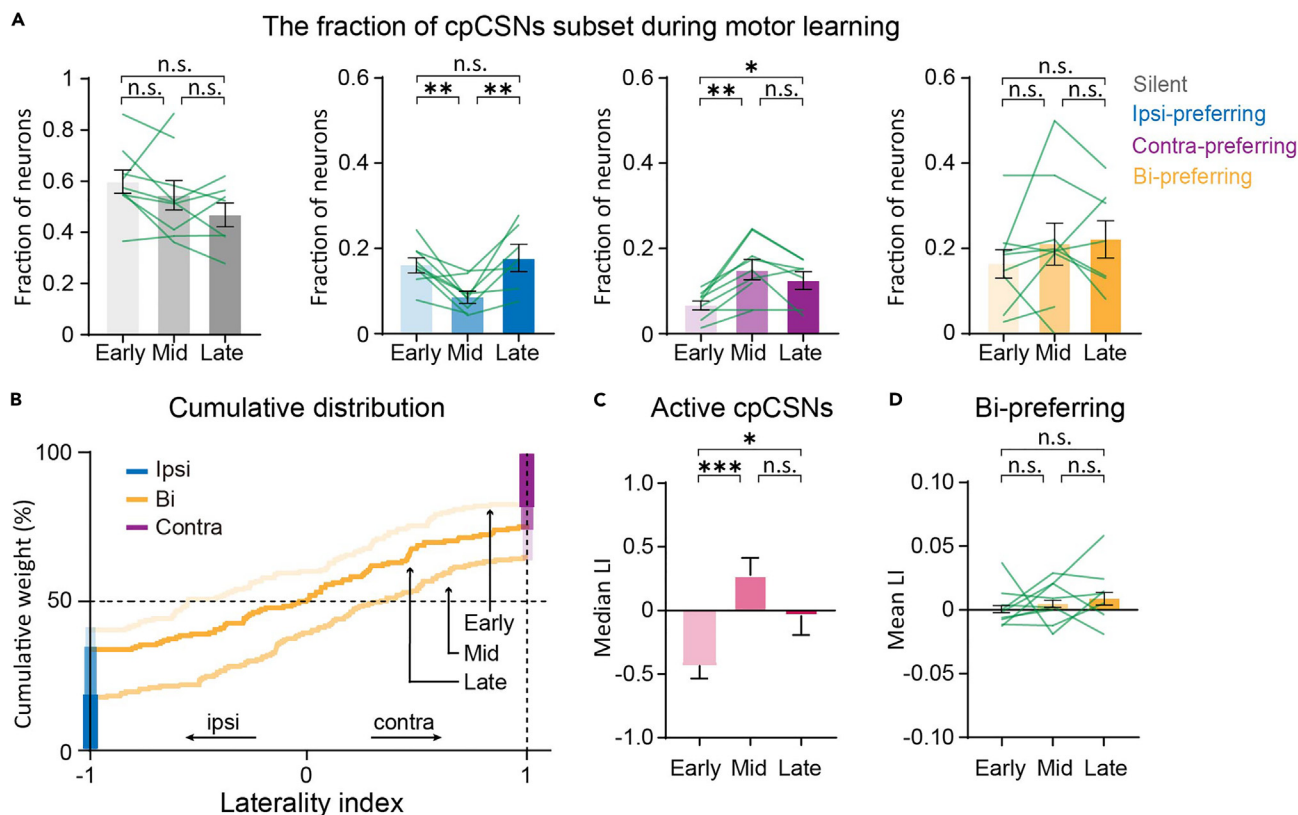 A
The fraction of cpCSNs subset during motor learning
n.s.
n.s. n.s.
Fraction of neurons
1
0.8
0.6
0.4
0.2
0
Early Mid Late
n.s.
** **
Fraction of neurons
0.6
0.4
0.2
0
Early Mid Late
*
** n.s.
Fraction of neurons
0.6
0.4
0.2
0
Early Mid Late
n.s.
n.s. n.s.
Fraction of neurons
0.6
0.4
0.2
0
Early Mid Late
Silent
Ipsi-preferring
Contra-preferring
Bi-preferring
B
Cumulative distribution
Cumulative weight (%)
100
50
0
Ipsi
Bi
Contra
Early
Mid
Late
ipsi
contra
-1 0 1
Laterality index
C
Active cpCSNs
*
*** n.s.
Median LI
1.0
0.5
0
-0.5
-1.0
Early Mid Late
D
Bi-preferring
n.s.
n.s. n.s.
Mean LI
0.10
0.05
0
-0.05
-0.10
Early Mid Late